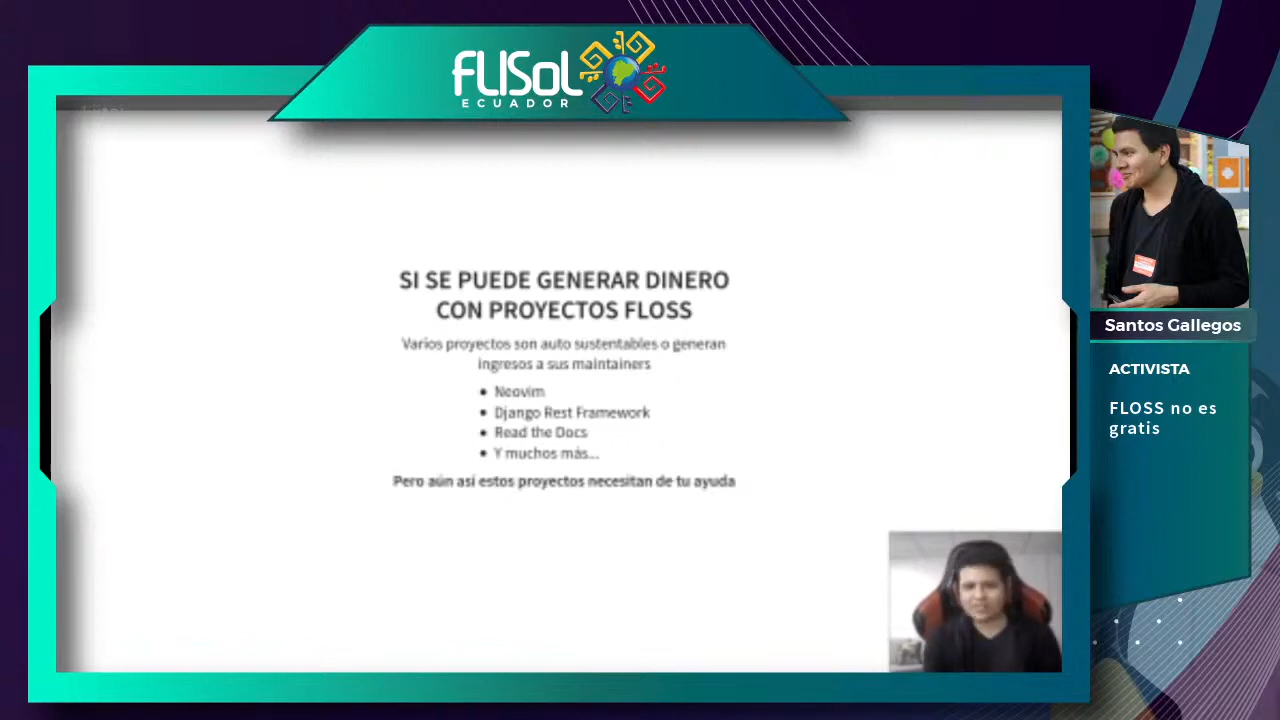 FLISoL
ECUADOR
SI SE PUEDE GENERAR DINERO
CON PROYECTOS FLOSS
Varios proyectos son auto sustentables o generan
ingresos a sus maintainers
• Neovim
• Django Rest Framework
• Read the Docs
• Y muchos más...
Pero aún así estos proyectos necesitan de tu ayuda
Santos Gallegos
ACTIVISTA
FLOSS no es
gratis